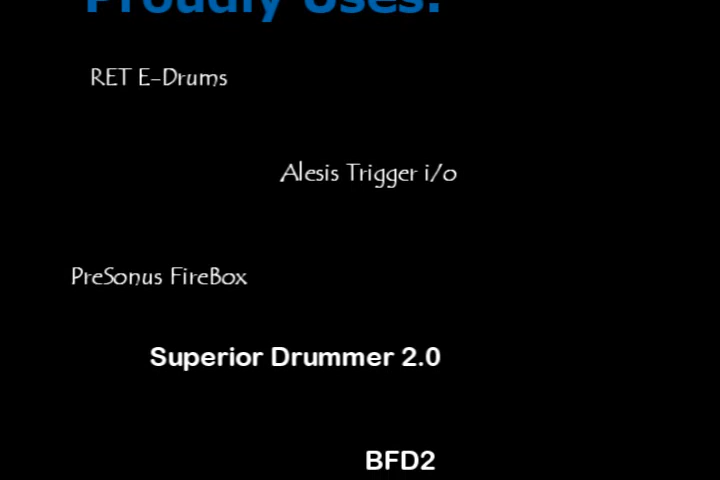 Proudly Uses:
RET E-Drums
Alesis Trigger i/o
PreSonus FireBox
Superior Drummer 2.0
BFD2